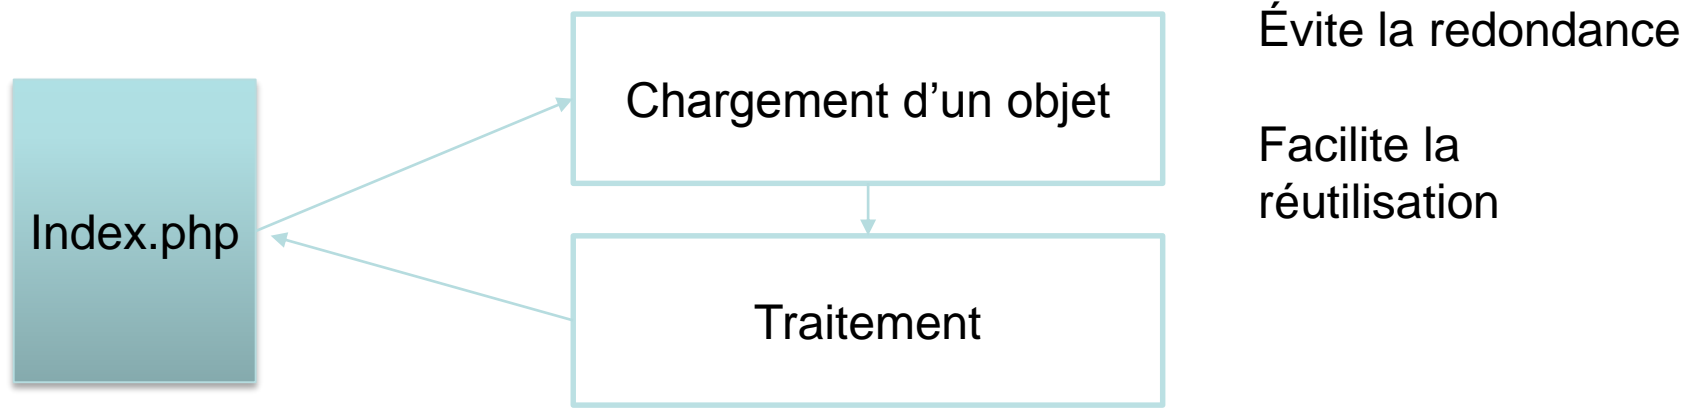 Index.php
Chargement d’un objet
Traitement
Évite la redondance
Facilite la
réutilisation